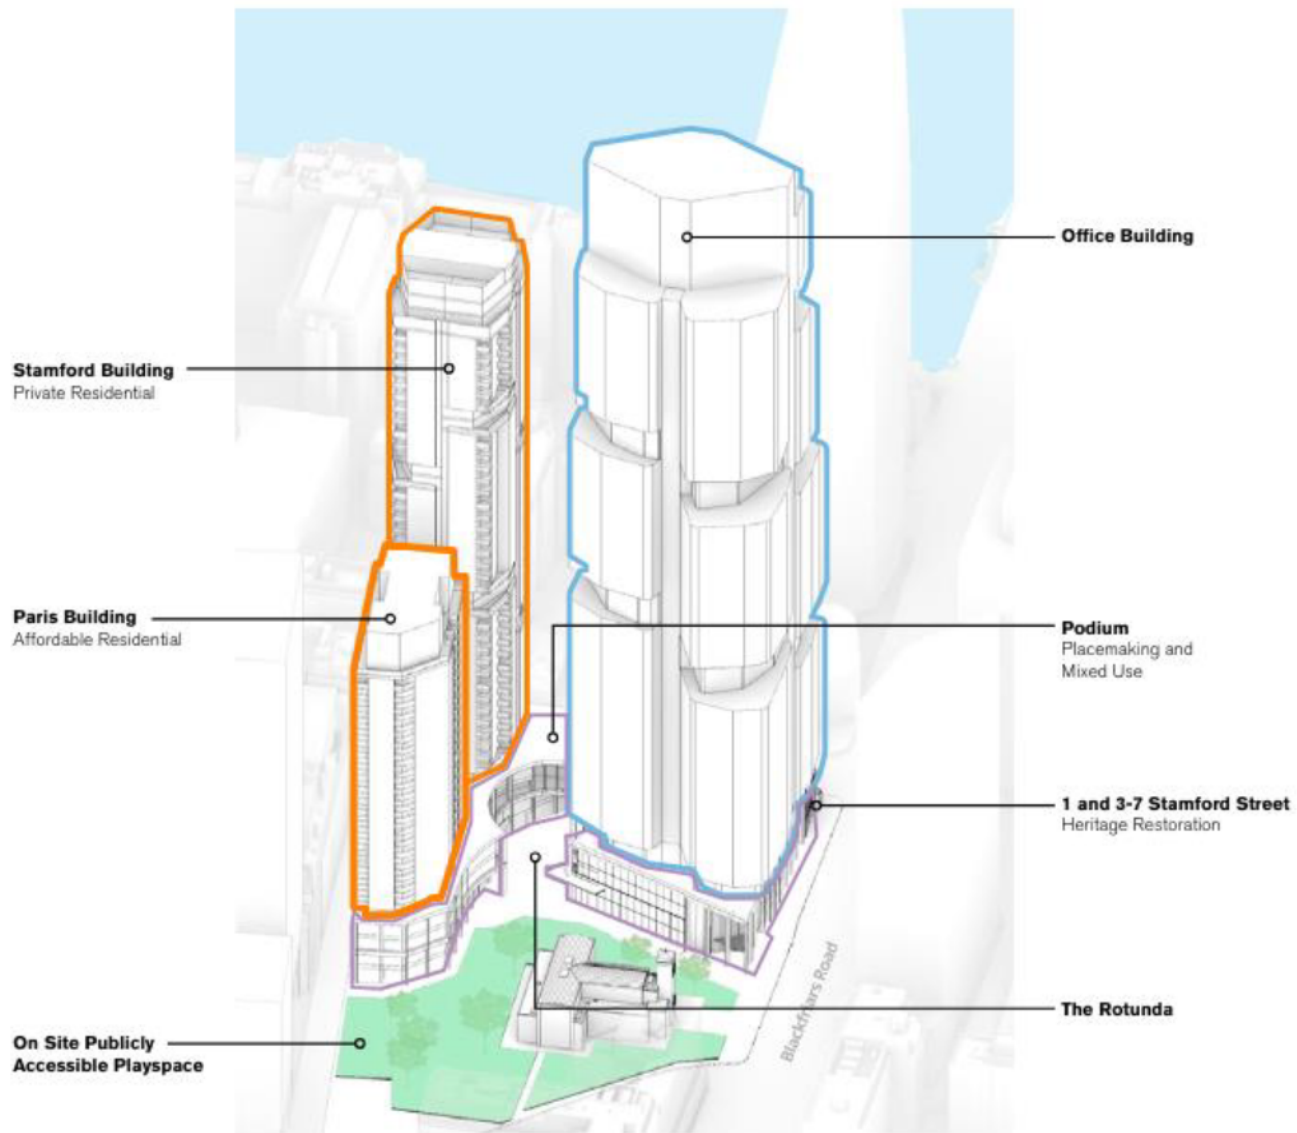 Office Building
Stamford Building
Private Residential
Paris Building
Affordable Residential
Podium
Placemaking and
Mixed Use
1 and 3-7 Stamford Street
Heritage Restoration
Blackfriars Road
The Rotunda
On Site Publicly
Accessible Playspace